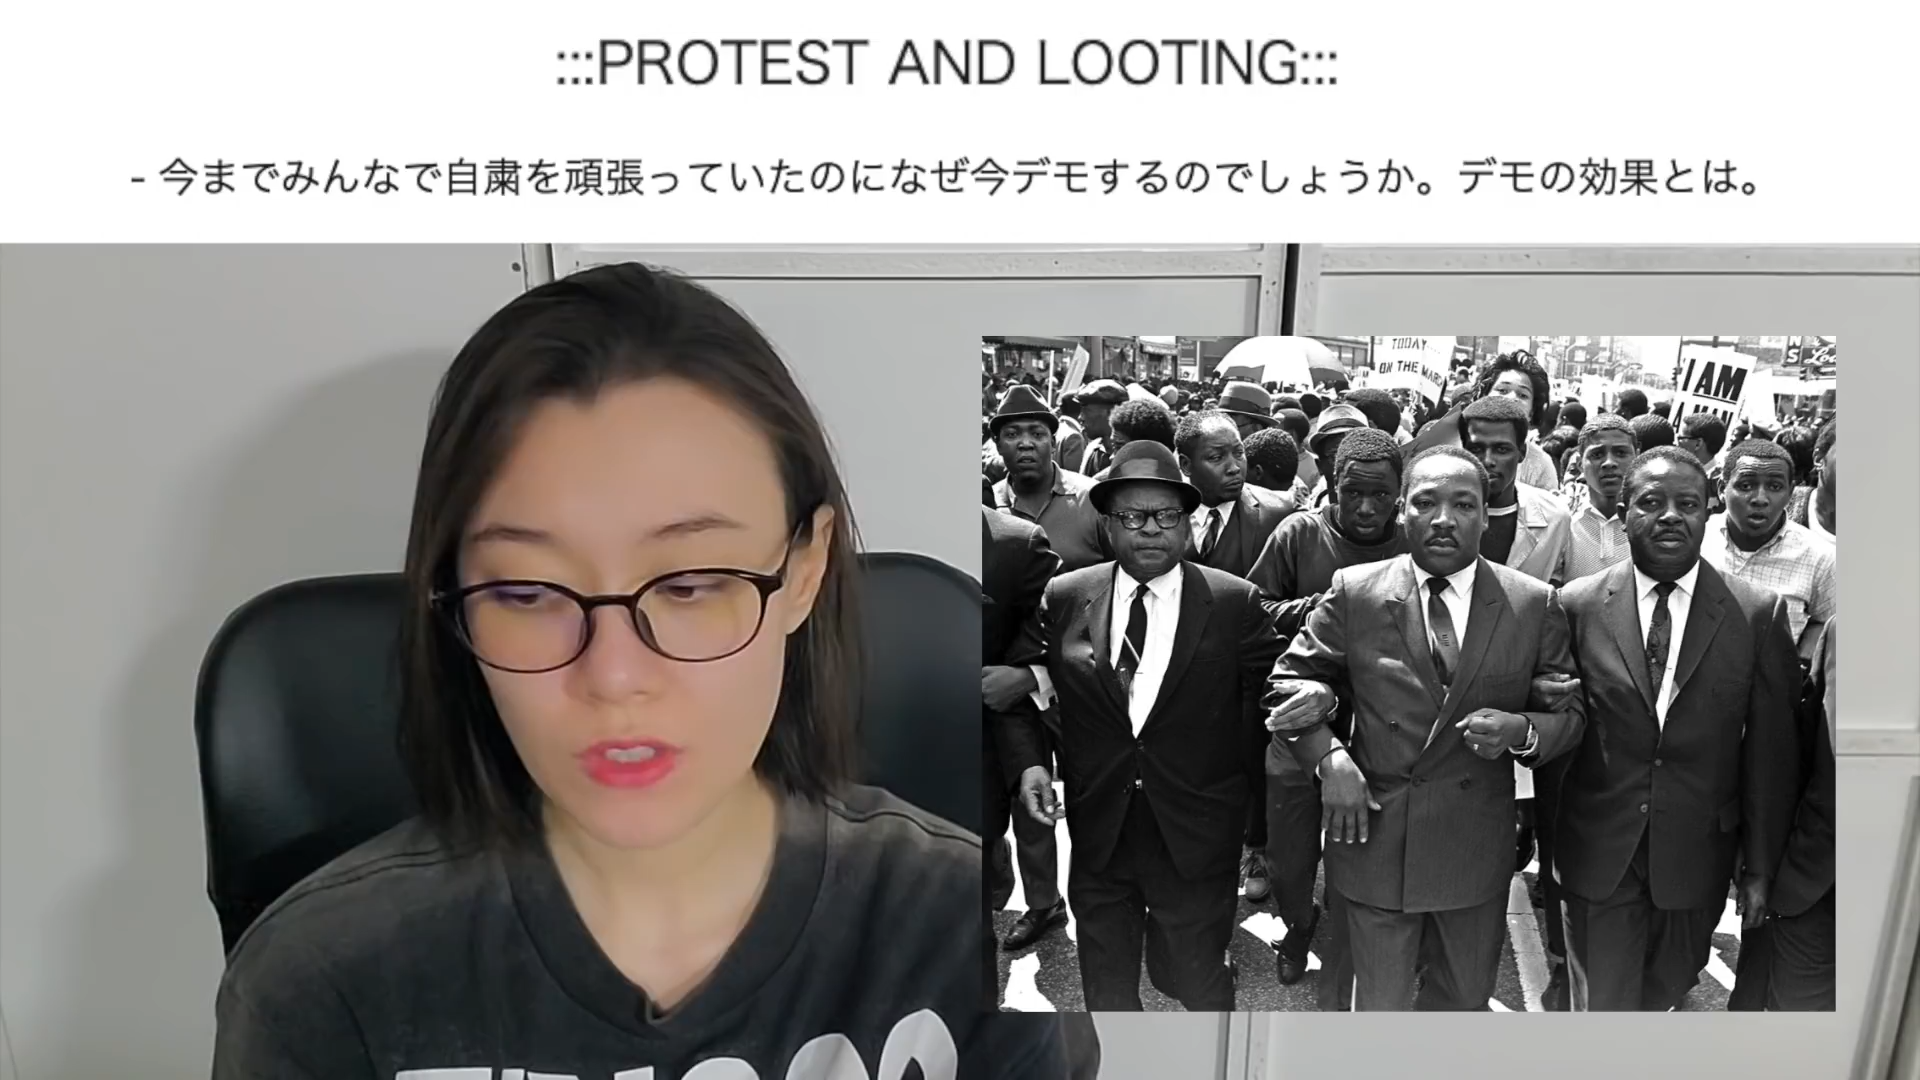 :::PROTEST AND LOOTING:::
- 今までみんなで自粛を頑張っていたのになぜ今デモするのでしょうか。デモの効果とは。
TODAY
ON THE MARCH
I AM
A MAN